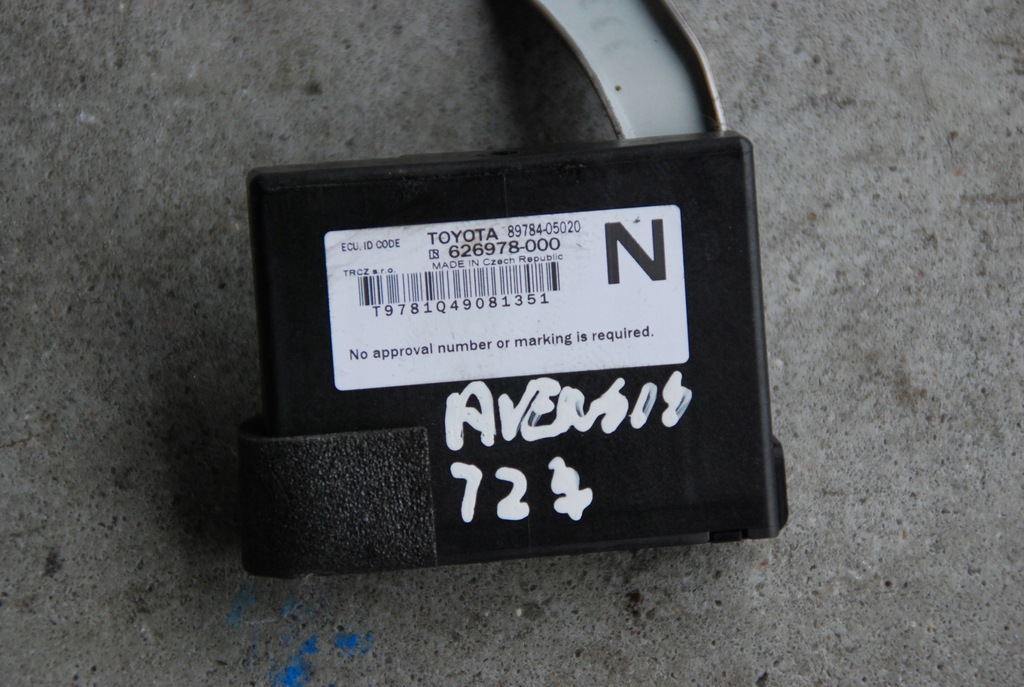 ECU. ID CODE TOYOTA 89784-05020
626978-000
MADE IN Czech Republic
TRCZ s.r.o.
T9781Q49081351
N
No approval number or marking is required.
AVENSIS
72